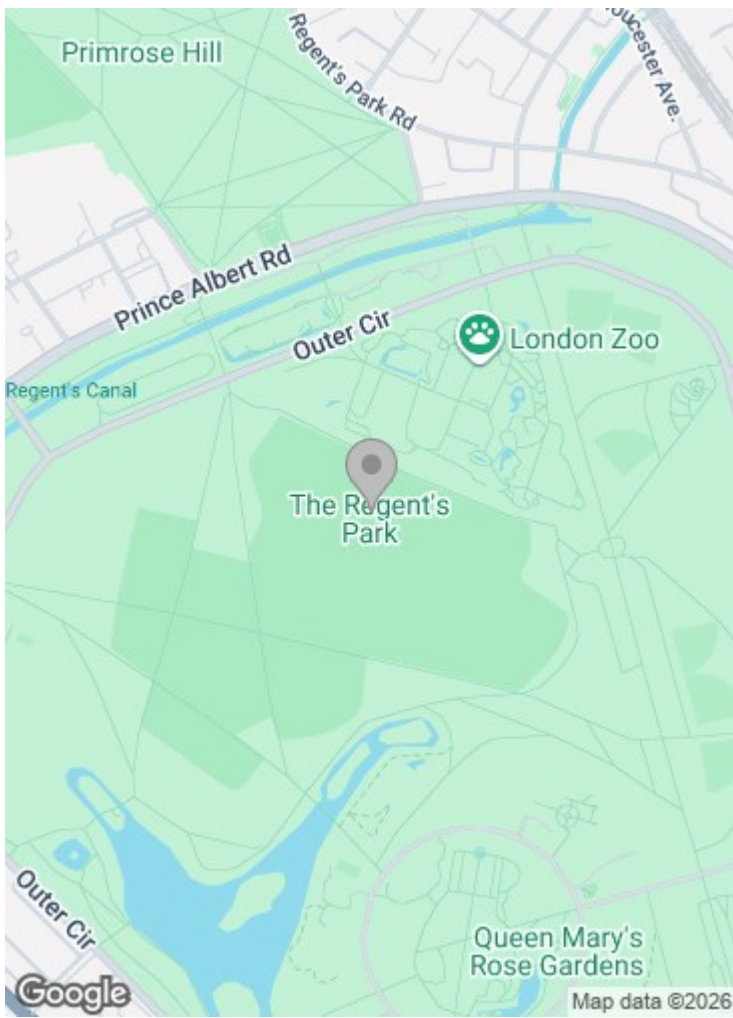 Primrose Hill
Regent's Park Rd
oucester Ave.
Prince Albert Rd
Outer Cir
London Zoo
Regent's Canal
The Regent's
Park
Outer Cir
Queen Mary's
Rose Gardens
Google
Map data ©2026